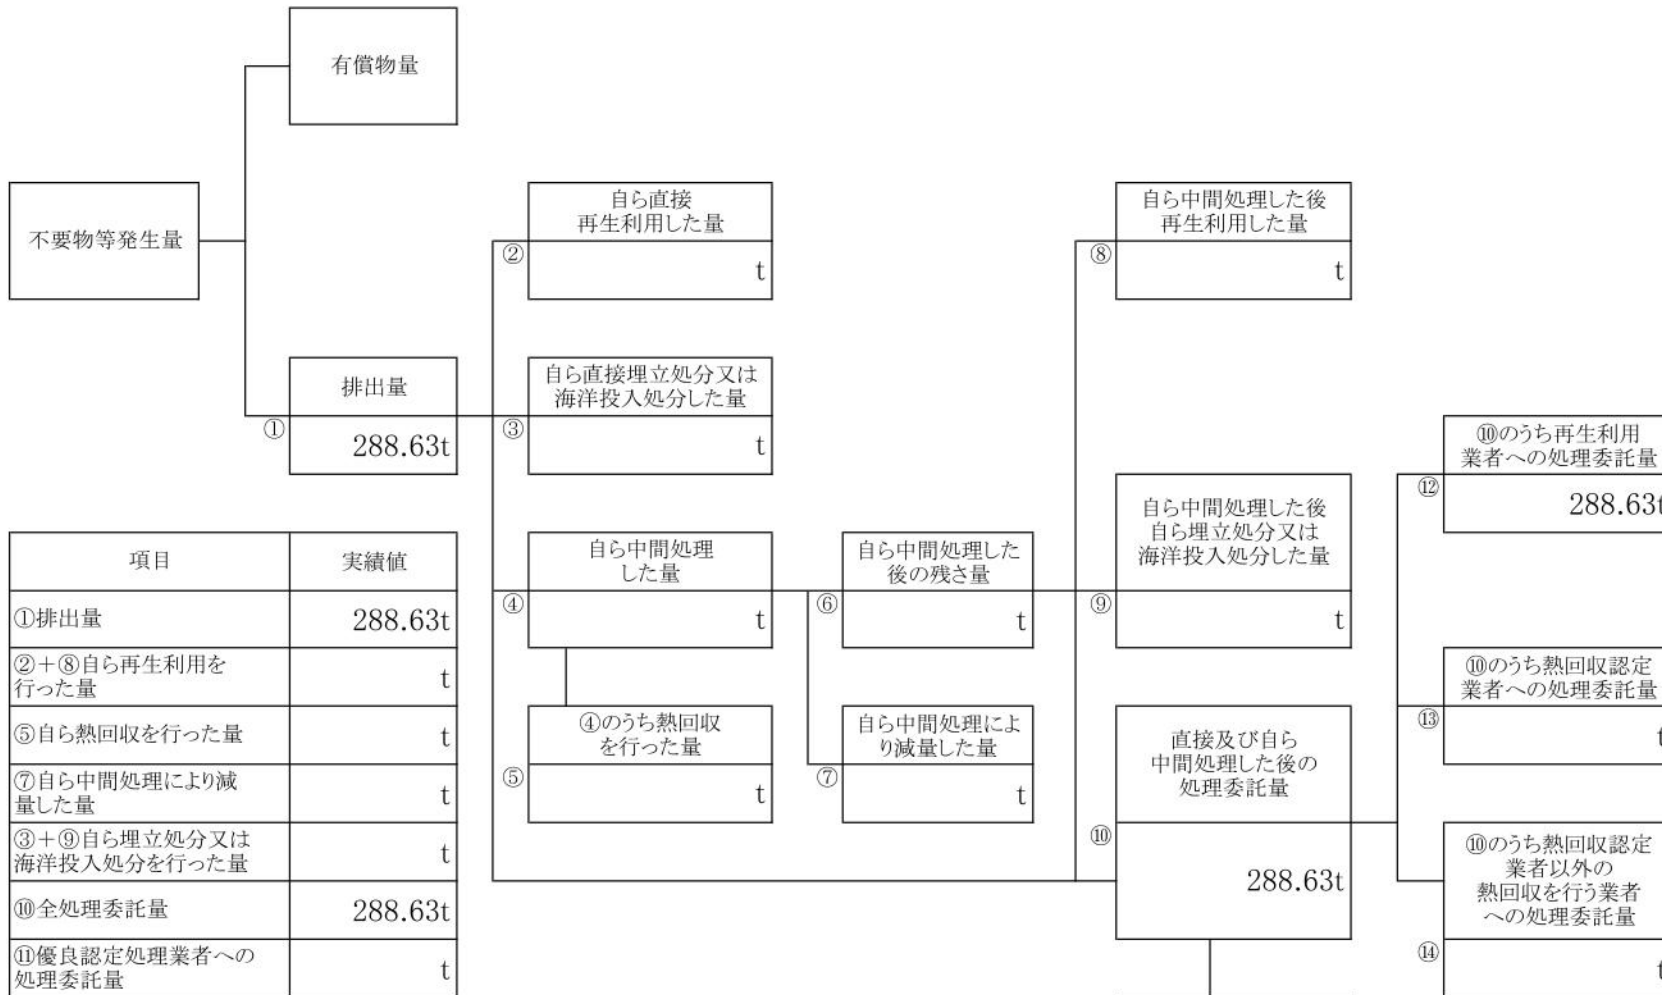 有償物量
不要物等発生量
自ら直接
再生利用した量
②
t
自ら中間処理した後
再生利用した量
⑧
t
排出量
①
288.63t
自ら直接埋立処分又は
海洋投入処分した量
③
t
⑩のうち再生利用
業者への処理委託量
⑫
288.63t
自ら中間処理
した量
④
t
自ら中間処理した
後の残さ量
⑥
t
自ら中間処理した後
自ら埋立処分又は
海洋投入処分した量
⑨
t
⑩のうち熱回収認定
業者への処理委託量
⑬
t
④のうち熱回収
を行った量
⑤
t
自ら中間処理によ
り減量した量
⑦
t
直接及び自ら
中間処理した後の
処理委託量
⑩
288.63t
⑩のうち熱回収認定
業者以外の
熱回収を行う業者
への処理委託量
⑭
t
項目 実績値
①排出量 288.63t
②+⑧自ら再生利用を
行った量 t
⑤自ら熱回収を行った量 t
⑦自ら中間処理により減
量した量 t
③+⑨自ら埋立処分又は
海洋投入処分を行った量 t
⑩全処理委託量 288.63t
⑪優良認定処理業者への
処理委託量 t